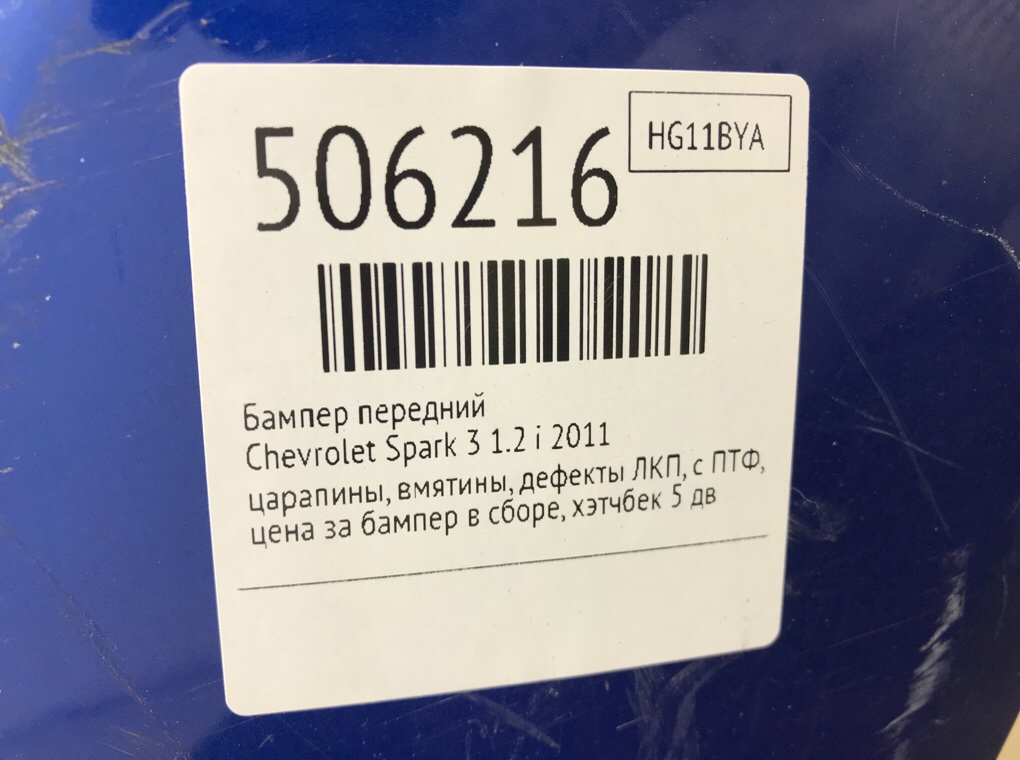 506216
HG11BYA
Бампер передний
Chevrolet Spark 3 1.2 i 2011
царапины, вмятины, дефекты ЛКП, с ПТФ,
цена за бампер в сборе, хэтчбек 5 дв